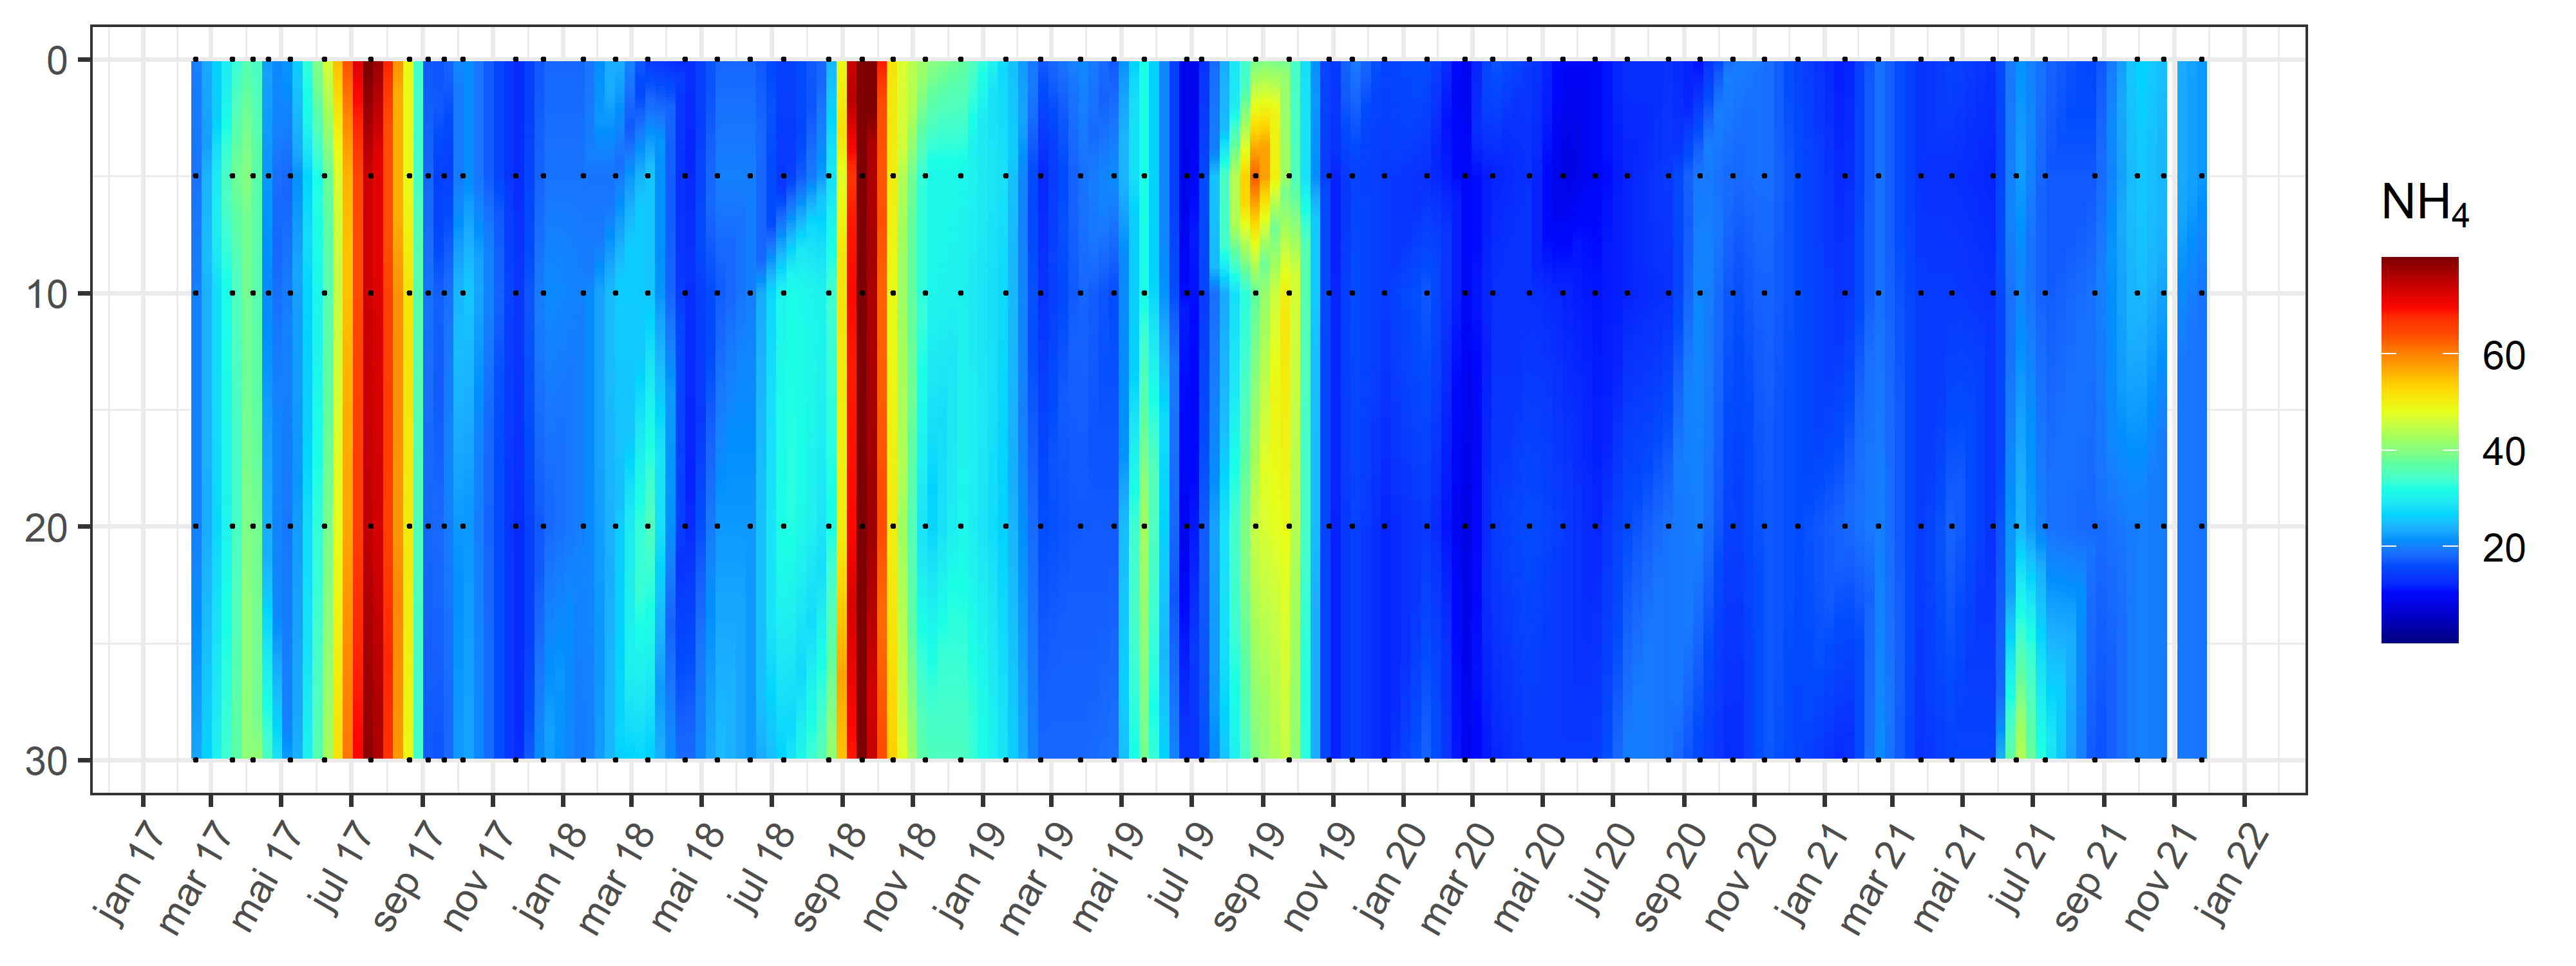 0
10
20
30
jan 17
mar 17
mai 17
jul 17
sep 17
nov 17
jan 18
mar 18
mai 18
jul 18
sep 18
nov 18
jan 19
mar 19
mai 19
jul 19
sep 19
nov 19
jan 20
mar 20
mai 20
jul 20
sep 20
nov 20
jan 21
mar 21
mai 21
jul 21
sep 21
nov 21
jan 22
NH₄
60
40
20